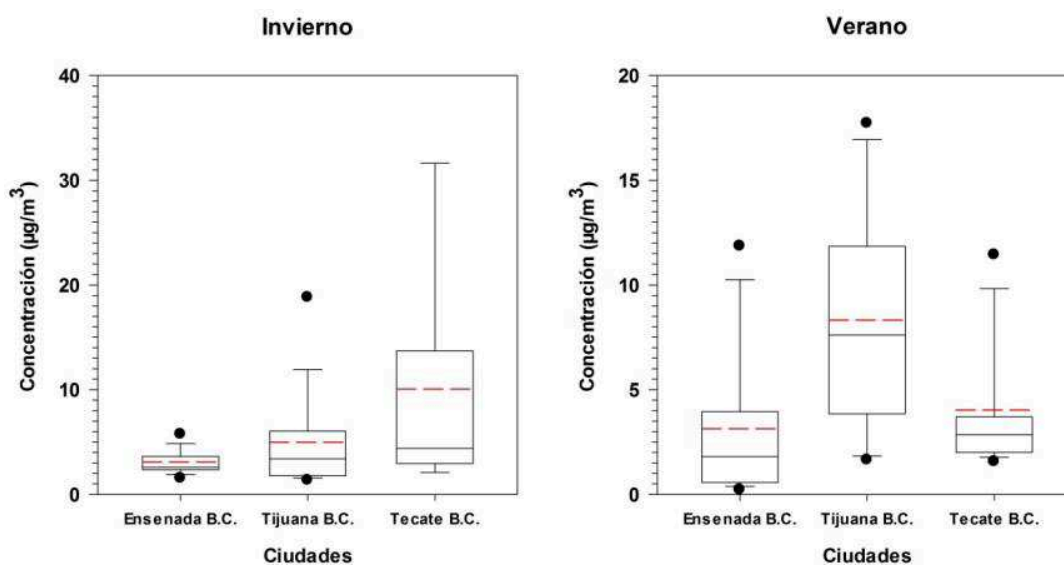 Invierno
Concentración (µg/m³)
40
30
20
10
0
Ensenada B.C. Tijuana B.C. Tecate B.C.
Ciudades
Verano
Concentración (µg/m³)
20
15
10
5
0
Ensenada B.C. Tijuana B.C. Tecate B.C.
Ciudades